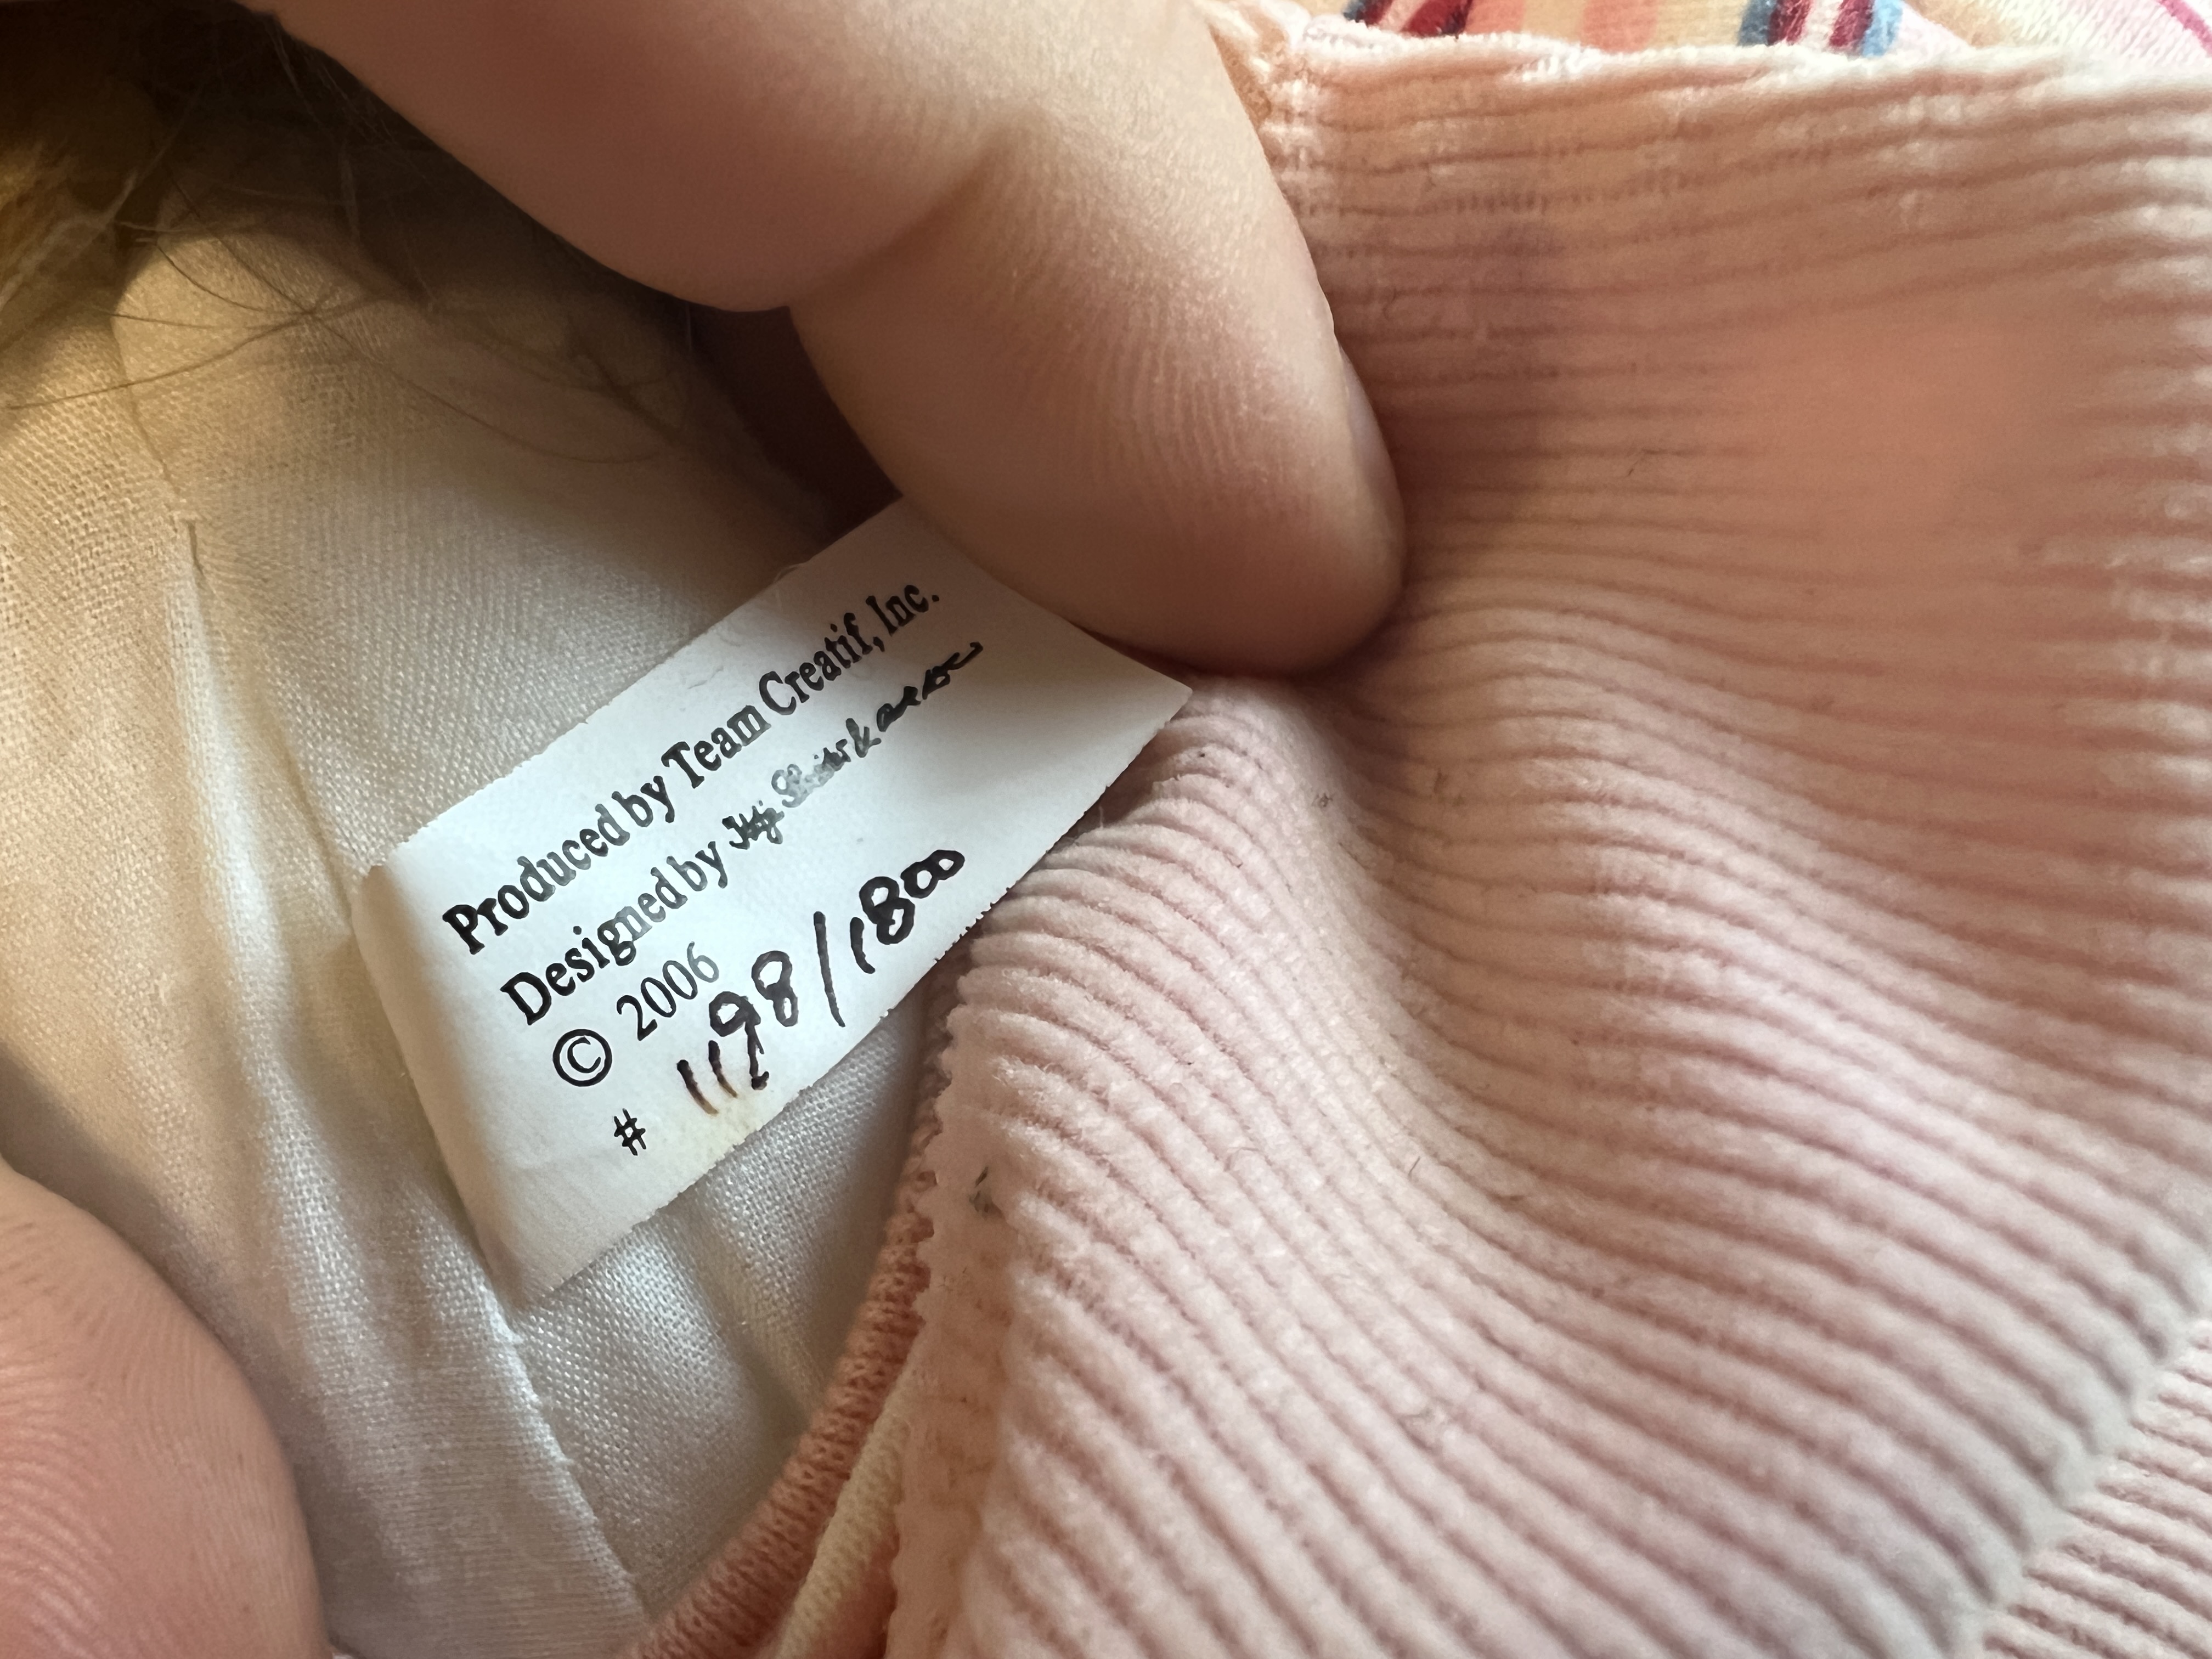 Produced by Team Creatif, Inc.
Designed by
© 2006
# 1198/1800